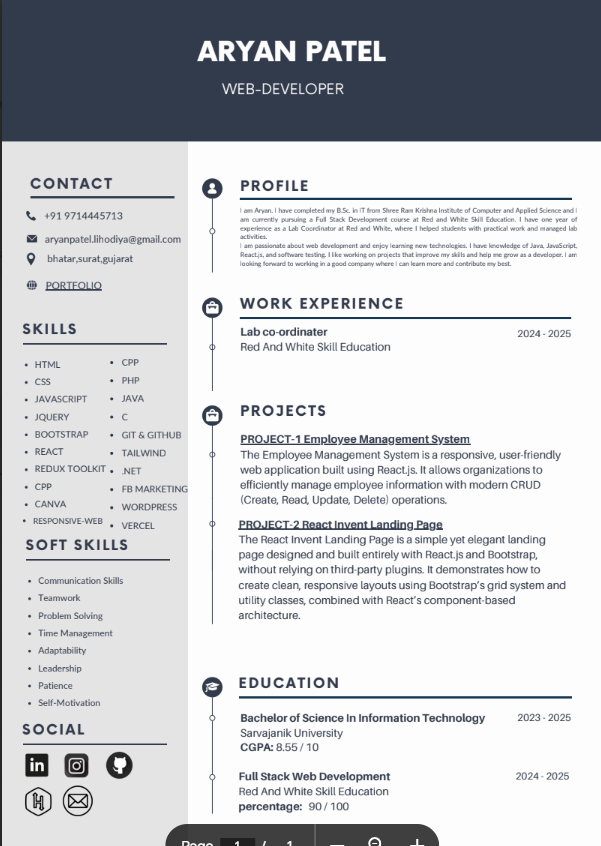 ARYAN PATEL
WEB-DEVELOPER
CONTACT
+91 9714445713
aryanpatel.lihodiya@gmail.com
bhatar,surat,gujarat
PORTFOLIO
SKILLS
HTML
CSS
JAVASCRIPT
JQUERY
BOOTSTRAP
REACT
REDUX TOOLKIT
CPP
CANVA
RESPONSIVE-WEB
CPP
PHP
JAVA
C
GIT & GITHUB
TAILWIND
.NET
FB MARKETING
WORDPRESS
VERCEL
SOFT SKILLS
Communication Skills
Teamwork
Problem Solving
Time Management
Adaptability
Leadership
Patience
Self-Motivation
SOCIAL
in
PROFILE
I am Aryan, I have completed my B.Sc. in IT from Shree Ram Krishna Institute of Computer and Applied Science and I
am currently pursuing a Full Stack Development course at Red and White Skill Education. I have one year of
experience as a Lab Coordinator at Red and White, where I helped students with practical work and managed lab
activities.
I am passionate about web development and enjoy learning new technologies. I have knowledge of Java, JavaScript,
React.js, and software testing. I like working on projects that improve my skills and help me grow as a developer. I am
looking forward to working in a good company where I can learn more and contribute my best.
WORK EXPERIENCE
Lab co-ordinater 2024 - 2025
Red And White Skill Education
PROJECTS
PROJECT-1 Employee Management System
The Employee Management System is a responsive, user-friendly
web application built using React.js. It allows organizations to
efficiently manage employee information with modern CRUD
(Create, Read, Update, Delete) operations.
PROJECT-2 React Invent Landing Page
The React Invent Landing Page is a simple yet elegant landing
page designed and built entirely with React.js and Bootstrap,
without relying on third-party plugins. It demonstrates how to
create clean, responsive layouts using Bootstrap's grid system and
utility classes, combined with React's component-based
architecture.
EDUCATION
Bachelor of Science In Information Technology 2023 - 2025
Sarvajanik University
CGPA: 8.55 / 10
Full Stack Web Development 2024 - 2025
Red And White Skill Education
percentage: 90 / 100
Page 1 / 1